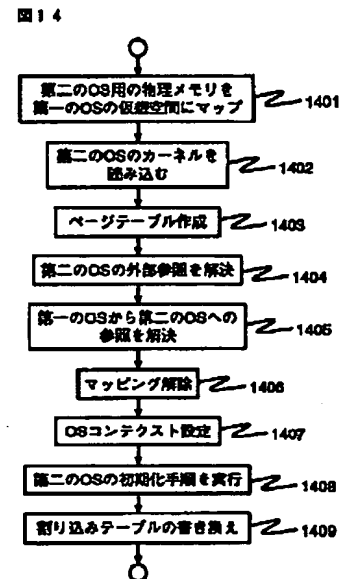 図14
第二のOS用の物理メモリを
第一のOSの仮想空間にマップ
1401
第二のOSのカーネルを
読み込む
1402
ページテーブル作成
1403
第二のOSの外部参照を解決
1404
第一のOSから第二のOSへの
参照を解決
1405
マッピング解除
1406
OSコンテクスト設定
1407
第二のOSの初期化手順を実行
1408
割り込みテーブルの書き換え
1409